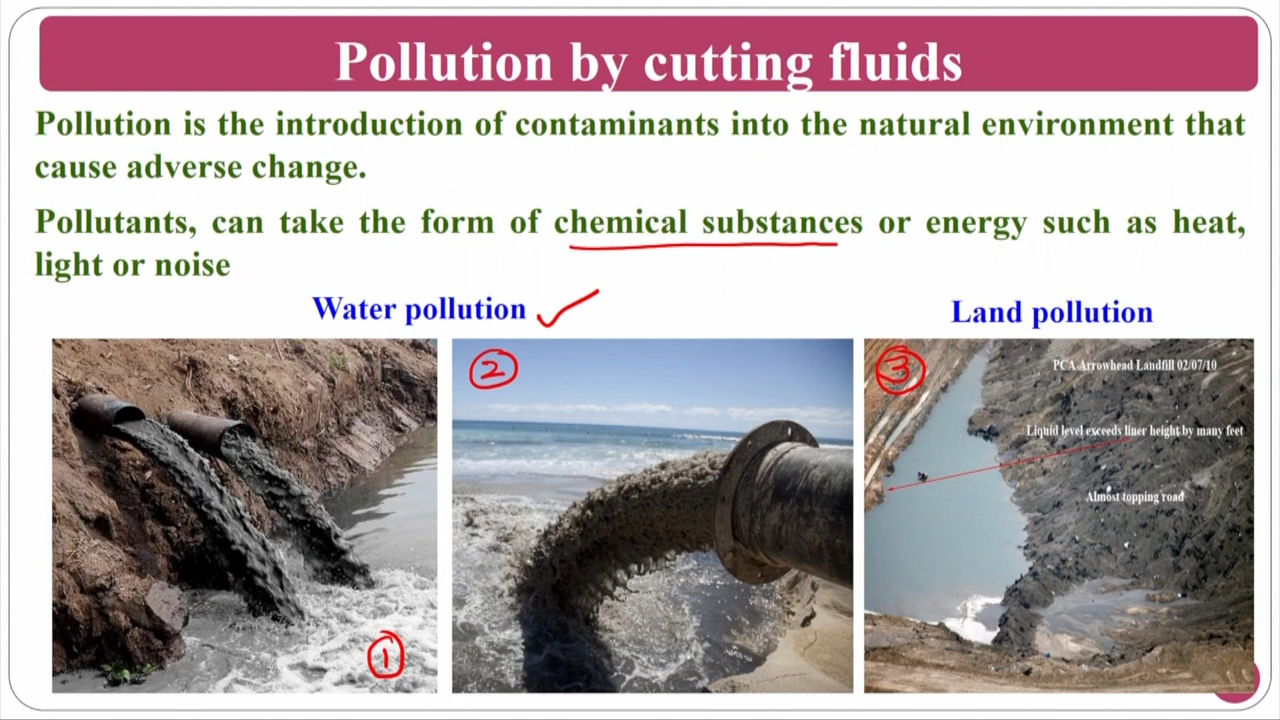 Pollution by cutting fluids
Pollution is the introduction of contaminants into the natural environment that
cause adverse change.
Pollutants, can take the form of chemical substances or energy such as heat,
light or noise
Water pollution
Land pollution
2
3
PCA Arrowhead Landfill 02/07/10
Liquid level exceeds liner height by many feet
Almost topping road
1